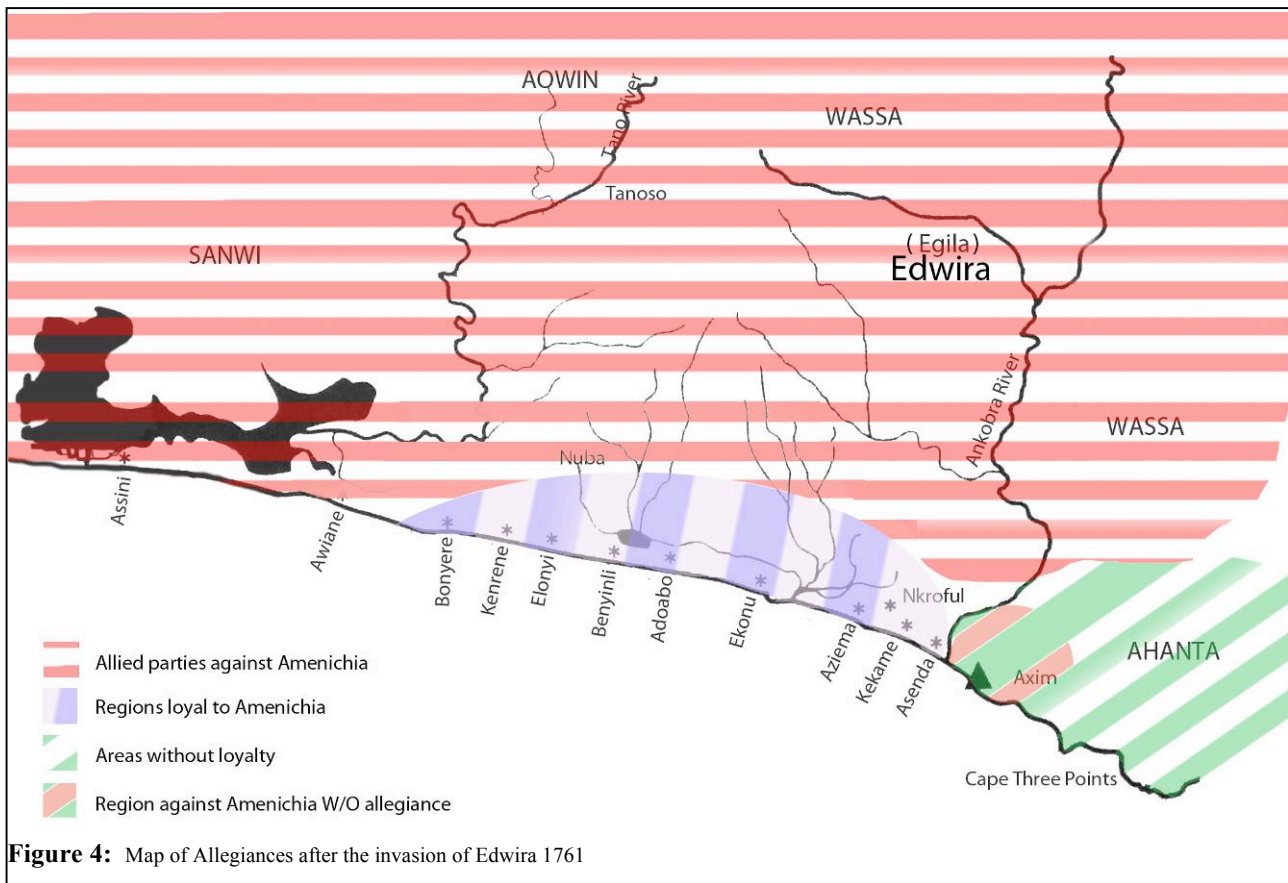 AOWIN
Tano River
WASSA
Tanoso
SANWI
( Egila)
Edwira
Ankobra River
WASSA
Nuba
Assini
Awiane
Bonyere
Kenrene
Elonyi
Benyinli
Adoabo
Ekonu
Aziema
Kekame
Nkroful
Asenda
Axim
AHANTA
Cape Three Points
Allied parties against Amenichia
Regions loyal to Amenichia
Areas without loyalty
Region against Amenichia W/O allegiance
Figure 4: Map of Allegiances after the invasion of Edwira 1761